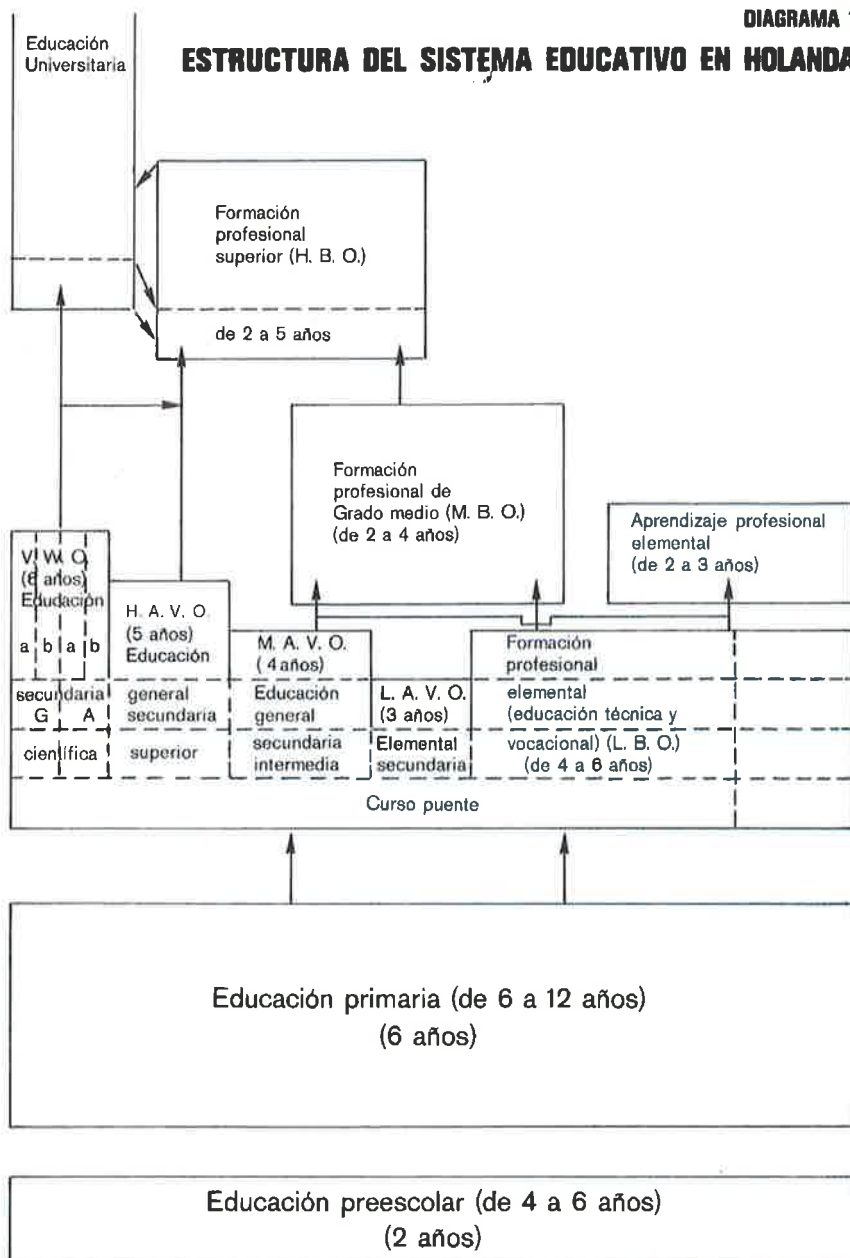 DIAGRAMA 1
ESTRUCTURA DEL SISTEMA EDUCATIVO EN HOLANDA
Educación
Universitaria
Formación
profesional
superior (H. B. O.)
de 2 a 5 años
Formación
profesional de
Grado medio (M. B. O.)
(de 2 a 4 años)
Aprendizaje profesional
elemental
(de 2 a 3 años)
V. W. O.
(6 años)
Edudación
a b a b
secundaria
G A
científica
H. A. V. O.
(5 años)
Educación
general
secundaria
superior
M. A. V. O.
( 4 años)
Educación
general
secundaria
intermedia
L. A. V. O.
(3 años)
Elemental
secundaria
Formación
profesional
elemental
(educación técnica y
vocacional) (L. B. O.)
(de 4 a 6 años)
Curso puente
Educación primaria (de 6 a 12 años)
(6 años)
Educación preescolar (de 4 a 6 años)
(2 años)